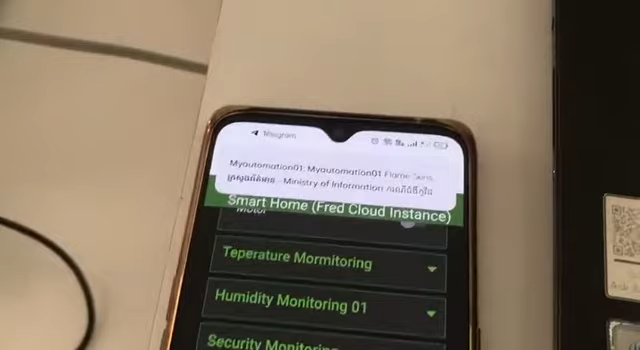 Telegram
Myautomation01: Myautomation01 Flame
ក្រសួងព័ត៌មាន - Ministry of Information
Smart Home (Fred Cloud Instance)
Motor
Teperature Mormitoring
Humidity Monitoring 01
Security Monitoring